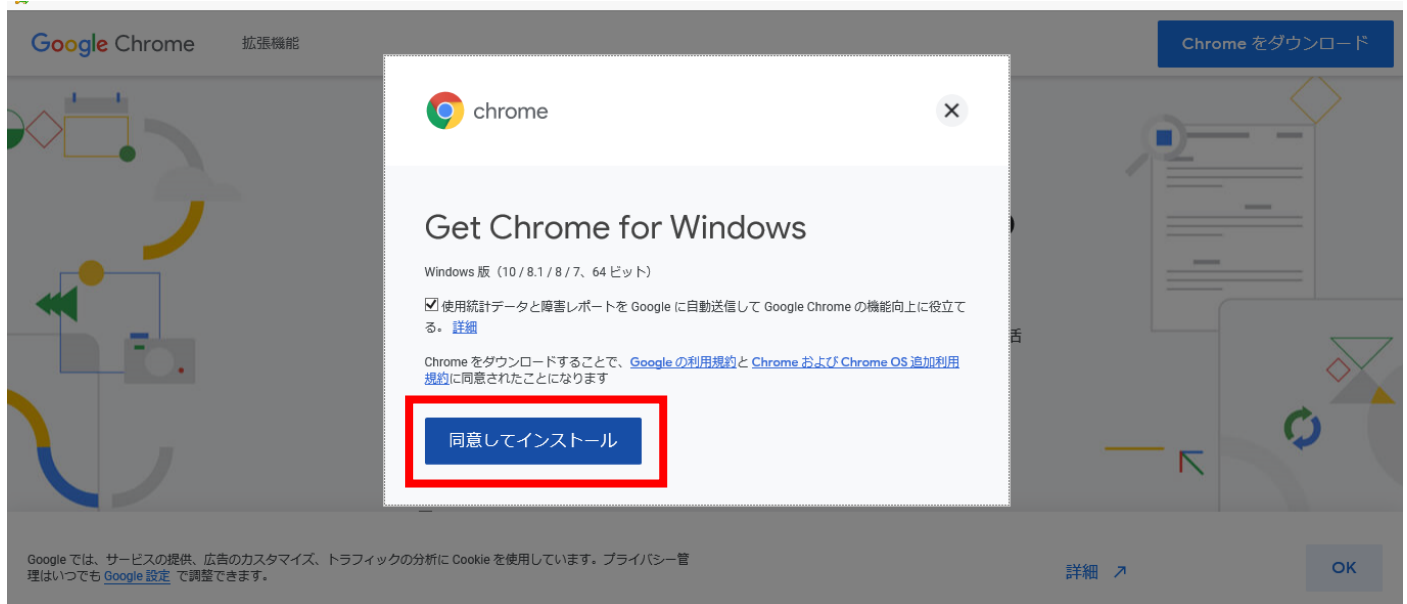 Google Chrome 拡張機能 Chrome をダウンロード
chrome
Get Chrome for Windows
Windows 版（10 / 8.1 / 8 / 7、64 ビット）
使用統計データと障害レポートを Google に自動送信して Google Chrome の機能向上に役立て
る。 詳細
Chrome をダウンロードすることで、Google の利用規約と Chrome および Chrome OS 追加利用
規約に同意されたことになります
同意してインストール
Google では、サービスの提供、広告のカスタマイズ、トラフィックの分析に Cookie を使用しています。プライバシー管
理はいつでも Google 設定 で調整できます。
詳細
OK